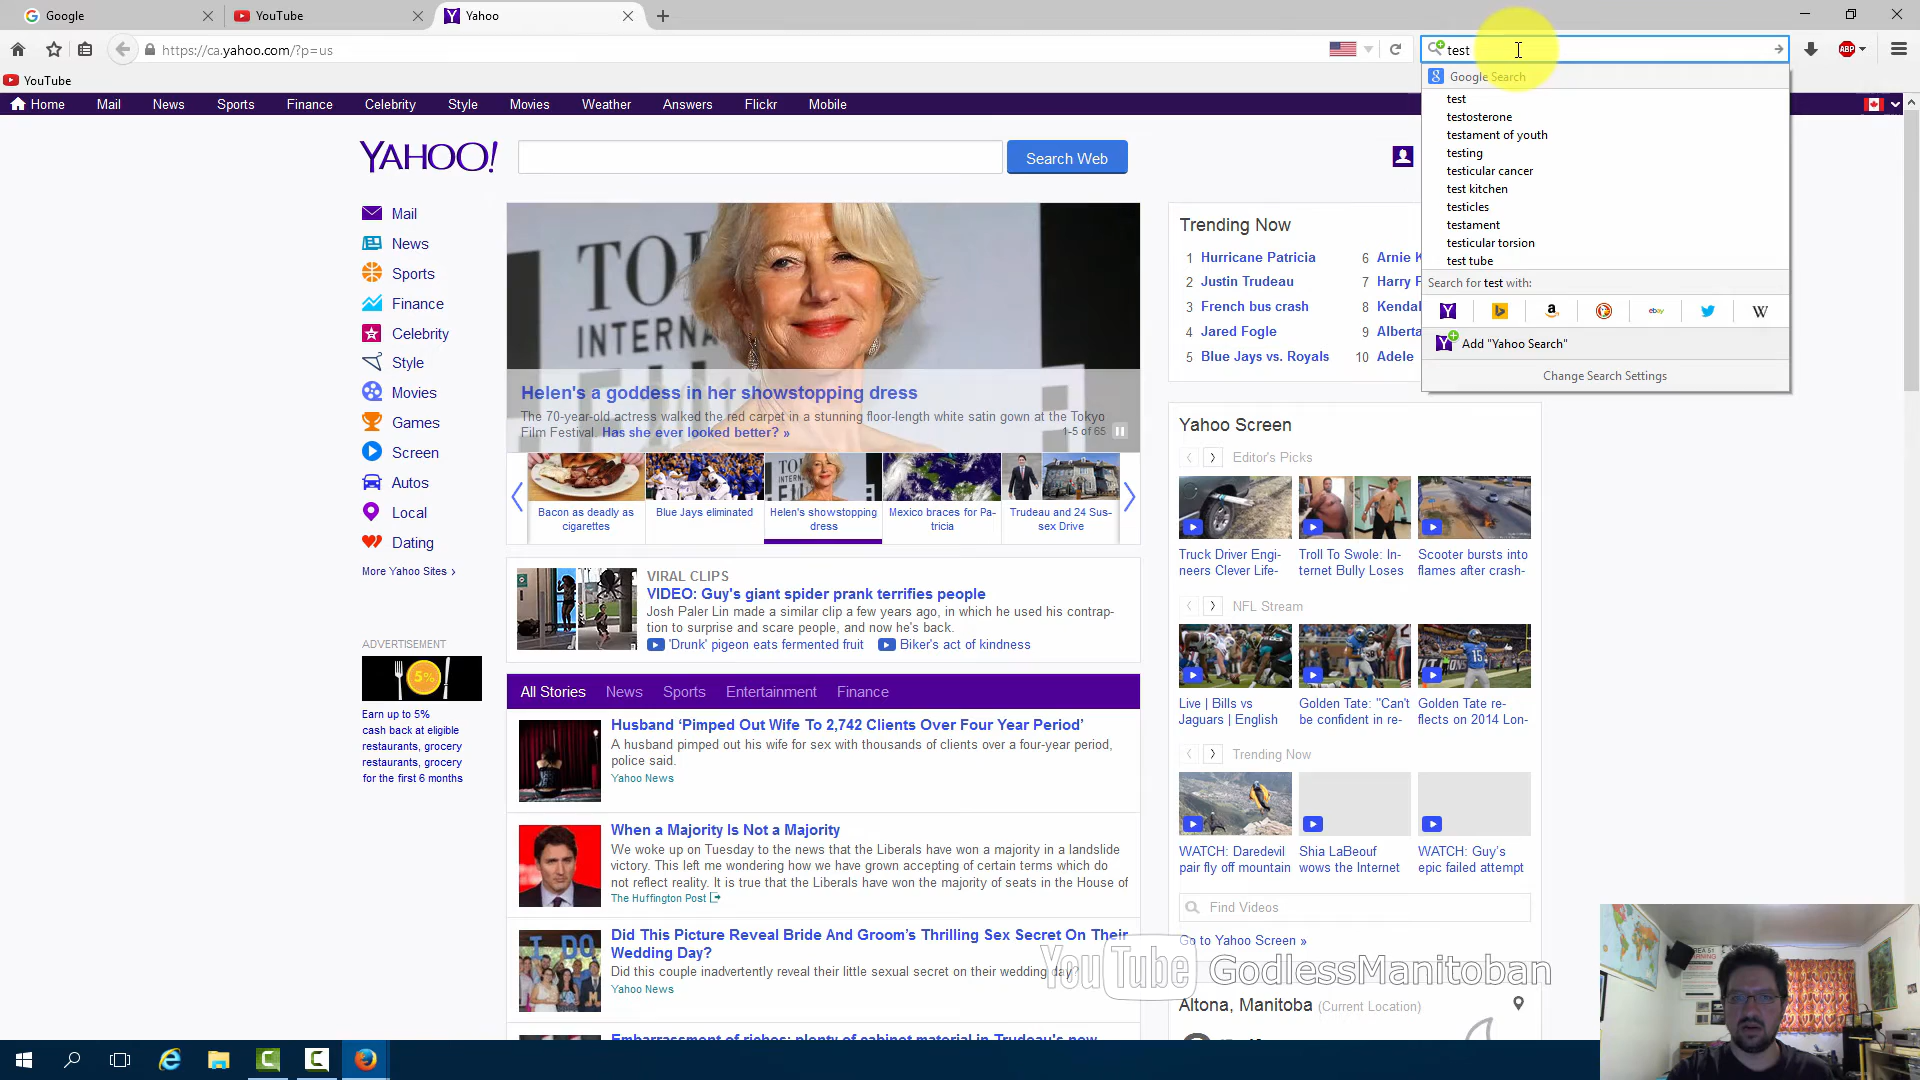 Google
YouTube
Yahoo
https://ca.yahoo.com/?p=us
test
ABP
YouTube
Home Mail News Sports Finance Celebrity Style Movies Weather Answers Flickr Mobile
Google Search
test
testosterone
testament of youth
testing
testicular cancer
test kitchen
testicles
testament
testicular torsion
test tube
Search for test with:
ebay
W
Add "Yahoo Search"
Change Search Settings
YAHOO!
Search Web
Mail
News
Sports
Finance
Celebrity
Style
Movies
Games
Screen
Autos
Local
Dating
More Yahoo Sites ›
ADVERTISEMENT
5%
Earn up to 5%
cash back at eligible
restaurants, grocery
restaurants, grocery
for the first 6 months
Helen's a goddess in her showstopping dress
The 70-year-old actress walked the red carpet in a stunning floor-length white satin gown at the Tokyo
Film Festival. Has she ever looked better? »
1-5 of 65
Bacon as deadly as
cigarettes
Blue Jays eliminated
Helen's showstopping
dress
Mexico braces for Pa-
tricia
Trudeau and 24 Sus-
sex Drive
VIRAL CLIPS
VIDEO: Guy's giant spider prank terrifies people
Josh Paler Lin made a similar clip a few years ago, in which he used his contrap-
tion to surprise and scare people, and now he's back.
'Drunk' pigeon eats fermented fruit
Biker's act of kindness
All Stories News Sports Entertainment Finance
Husband ‘Pimped Out Wife To 2,742 Clients Over Four Year Period’
A husband pimped out his wife for sex with thousands of clients over a four-year period,
police said.
Yahoo News
When a Majority Is Not a Majority
We woke up on Tuesday to the news that the Liberals have won a majority in a landslide
victory. This left me wondering how we have grown accepting of certain terms which do
not reflect reality. It is true that the Liberals have won the majority of seats in the House of
The Huffington Post
Did This Picture Reveal Bride And Groom’s Thrilling Sex Secret On Their
Wedding Day?
Did this couple inadvertently reveal their little sexual secret on their wedding day?
Yahoo News
Embarrassment of riches: plenty of cabinet material in Trudeau's new
Trending Now
1 Hurricane Patricia
2 Justin Trudeau
3 French bus crash
4 Jared Fogle
5 Blue Jays vs. Royals
6 Arnie
7 Harry
8 Kendal
9 Alberta
10 Adele
Yahoo Screen
Editor's Picks
Truck Driver Engi-
neers Clever Life-
Troll To Swole: In-
ternet Bully Loses
Scooter bursts into
flames after crash-
NFL Stream
Live | Bills vs
Jaguars | English
Golden Tate: "Can't
be confident in re-
Golden Tate re-
flects on 2014 Lon-
Trending Now
WATCH: Daredevil
pair fly off mountain
Shia LaBeouf
wows the Internet
WATCH: Guy's
epic failed attempt
Find Videos
Go to Yahoo Screen »
YouTube GodlessManitoban
Altona, Manitoba (Current Location)